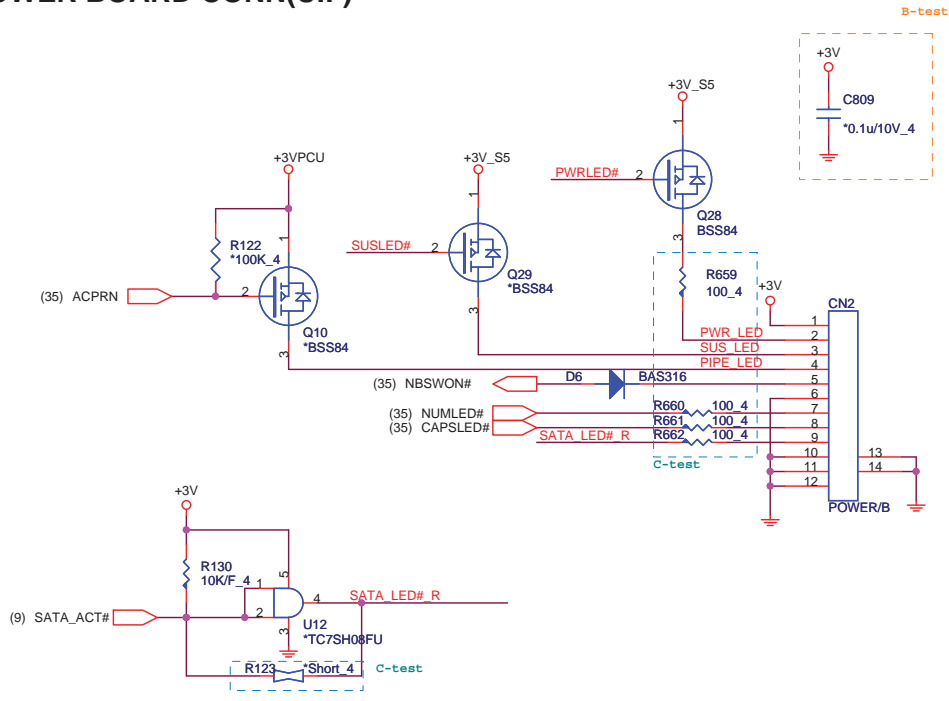 POWER BOARD CONN(UIF)
B-test
+3V
C809
*0.1u/10V_4
+3V_S5
1
PWRLED#
2
Q28
BSS84
3
+3VPCU
+3V_S5
1
SUSLED#
2
Q29
*BSS84
3
R122
*100K_4
1
(35) ACPRN
2
Q10
*BSS84
3
R659
100_4
+3V
CN2
1
PWR_LED
2
SUS_LED
3
PIPE_LED
4
(35) NBSWON#
D6
BAS316
5
6
(35) NUMLED#
R660
100_4
7
(35) CAPSLED#
R661
100_4
8
SATA_LED#_R
R662
100_4
9
10
11
12
13
14
C-test
POWER/B
+3V
R130
10K/F_4
5
1
2
4
SATA_LED#_R
(9) SATA_ACT#
3
U12
*TC7SH08FU
R123
*Short_4
C-test